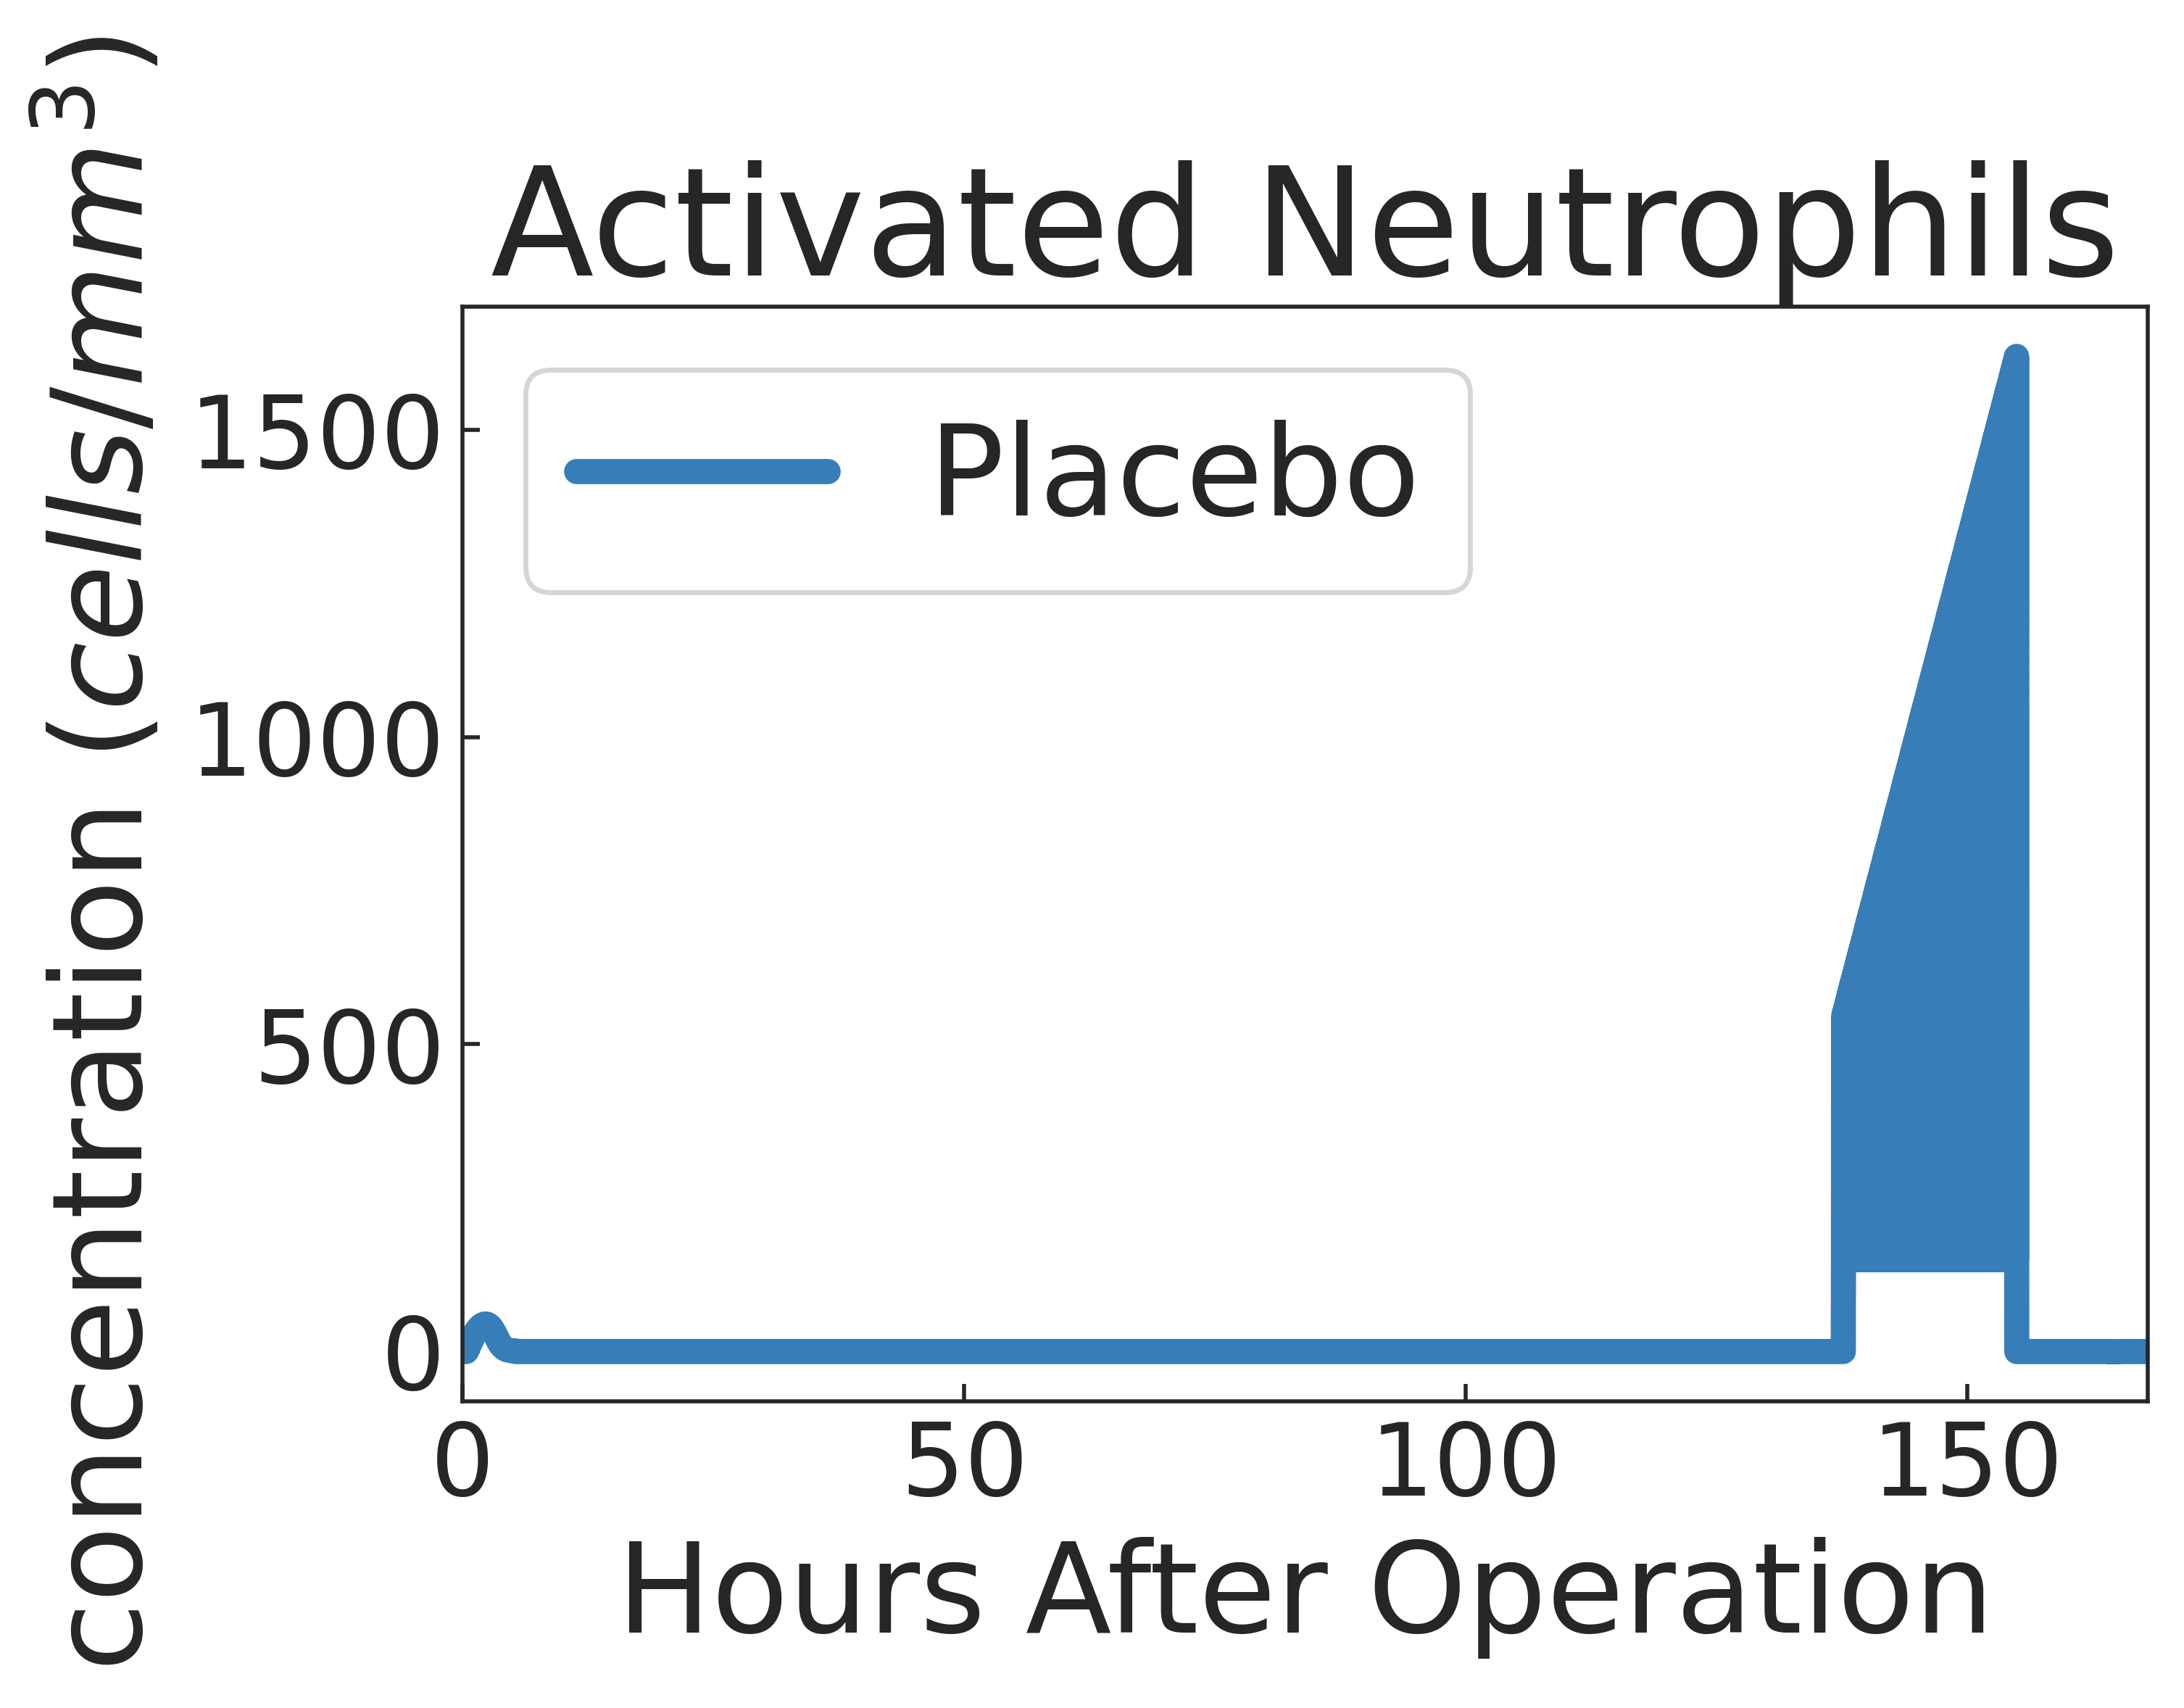 Activated Neutrophils
concentration (cells/mm³)
1500
1000
500
0
Placebo
0 50 100 150
Hours After Operation